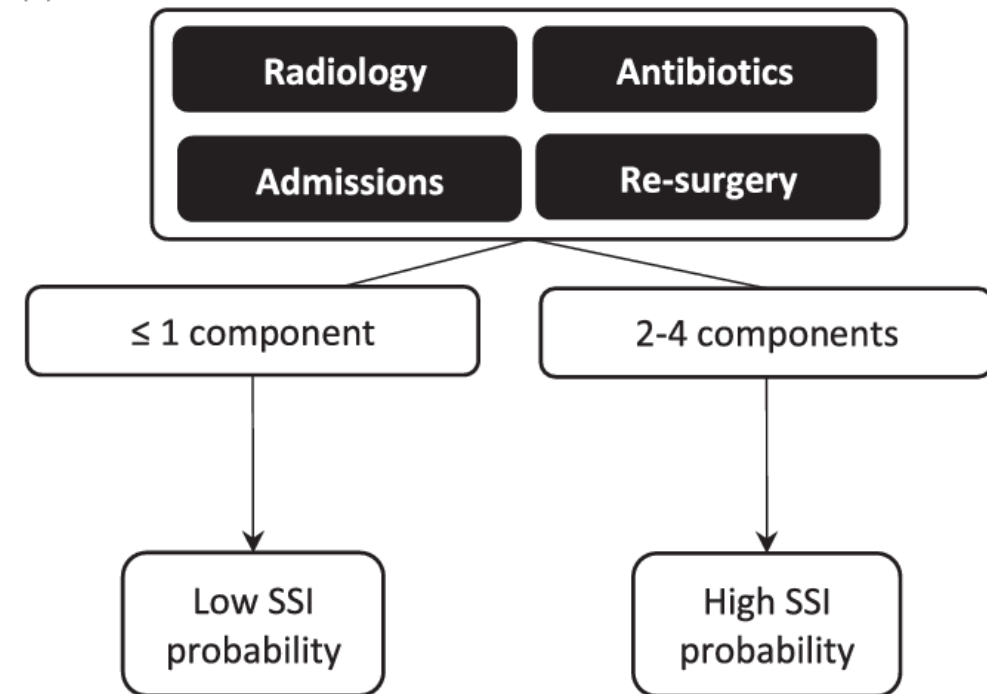 Radiology
Antibiotics
Admissions
Re-surgery
≤ 1 component
2-4 components
Low SSI
probability
High SSI
probability